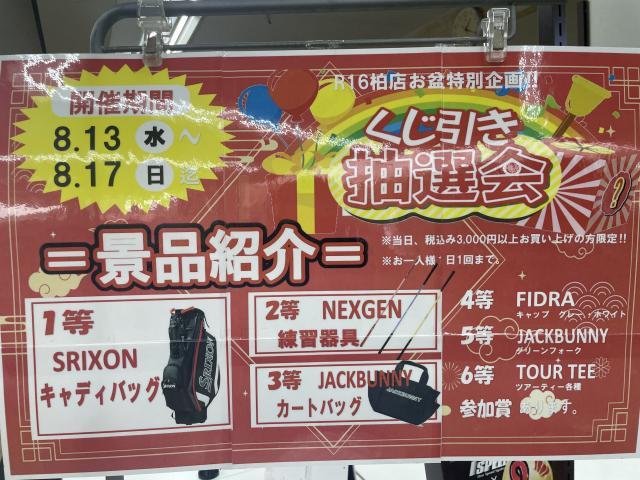 R16柏店お盆特別企画!!
開催期間
8.13 水 〜
8.17 日 迄
くじ引き
抽選会
※当日、税込み3,000円以上お買い上げの方限定!!
※お一人様1日1回まで。
=景品紹介=
1等
SRIXON
キャディバッグ
SRIXON
2等 NEXGEN
練習器具
3等 JACKBUNNY
カートバッグ
JACKBUNNY
4等 FIDRA
キャップ グレー・ホワイト
5等 JACKBUNNY
グリーンフォーク
6等 TOUR TEE
ツアーティー各種
参加賞 あります。